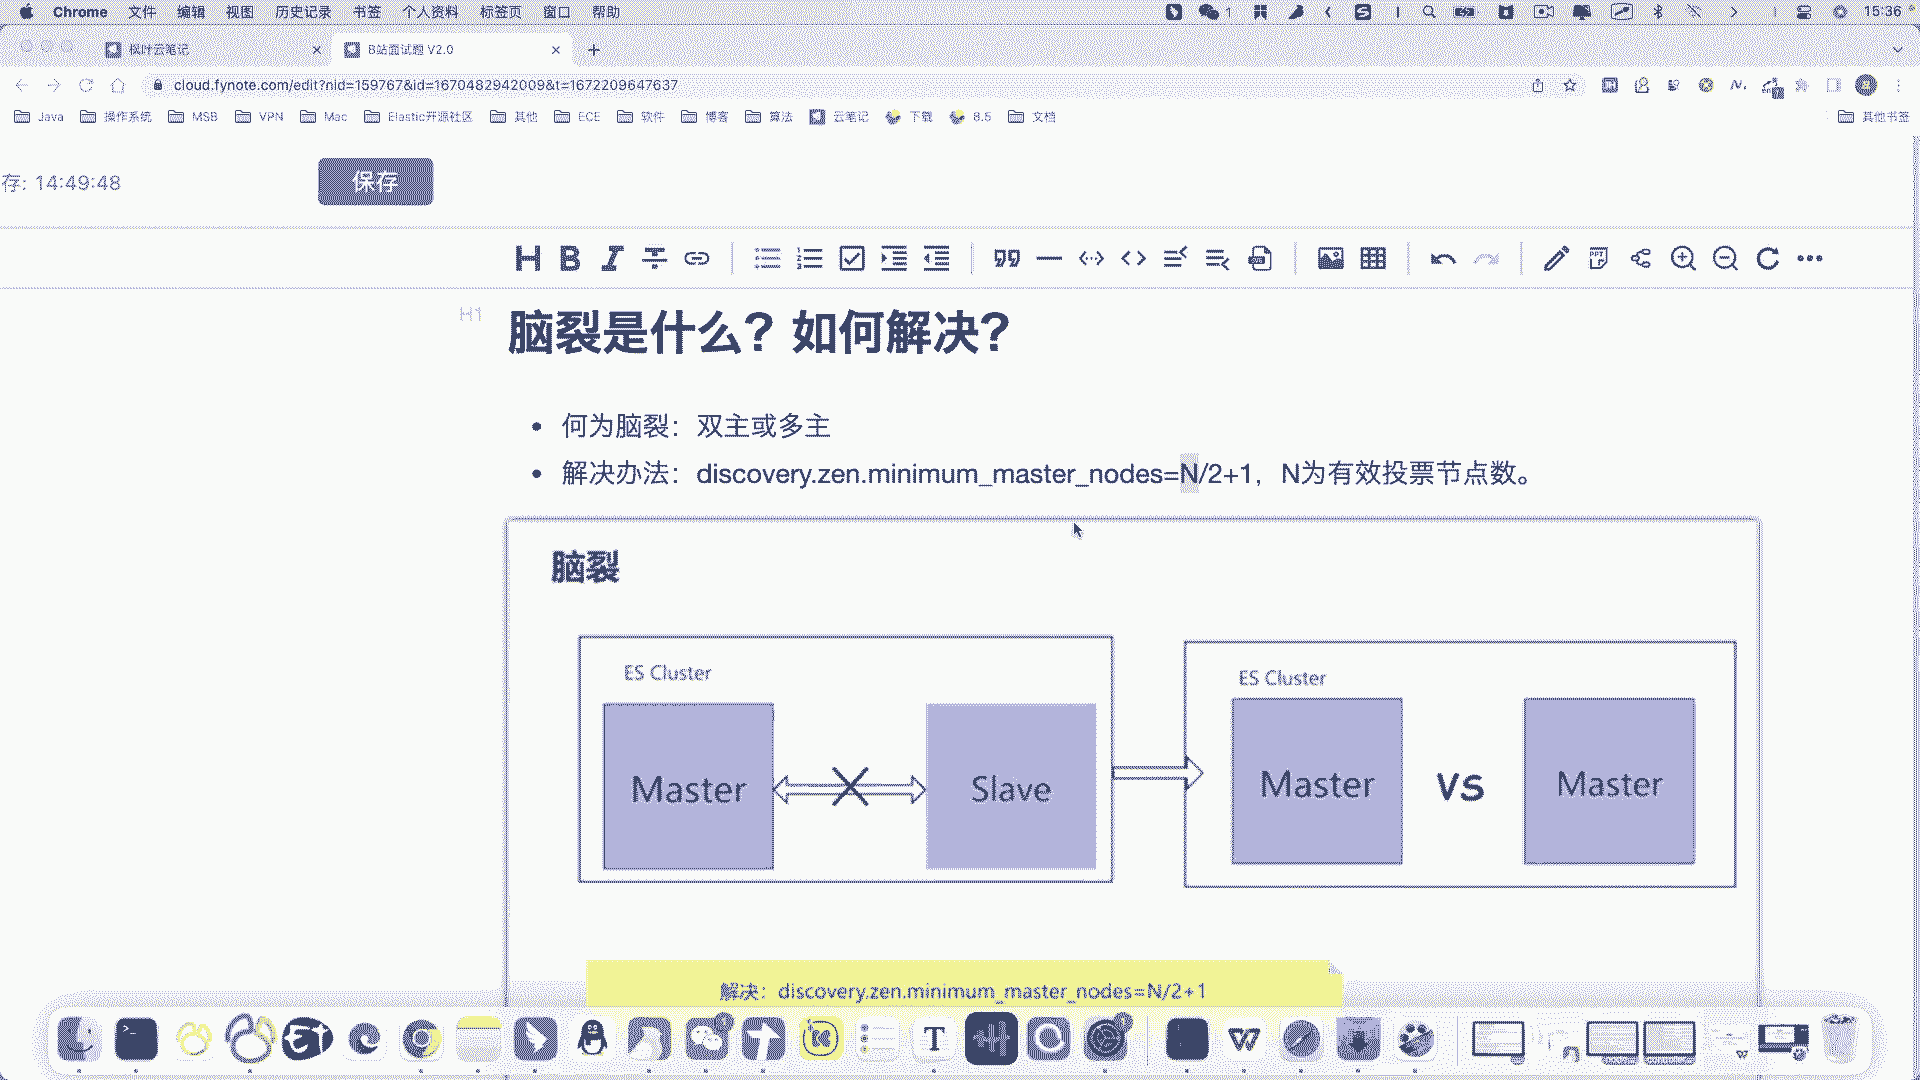 Chrome 文件 编辑 视图 历史记录 书签 个人资料 标签页 窗口 帮助 1 15:36
枫叶云笔记 B站面试题 V2.0
cloud.fynote.com/edit?nid=159767&id=1670482942009&t=1672209647637
Java 操作系统 MSB VPN Mac Elastic开源社区 其他 ECE 软件 博客 算法 云笔记 下载 8.5 文档 其他书签
存: 14:49:48 保存
H1 脑裂是什么？如何解决？
何为脑裂：双主或多主
解决办法：discovery.zen.minimum_master_nodes=N/2+1，N为有效投票节点数。
脑裂
ES Cluster ES Cluster
Master Slave Master VS Master
解决：discovery.zen.minimum_master_nodes=N/2+1